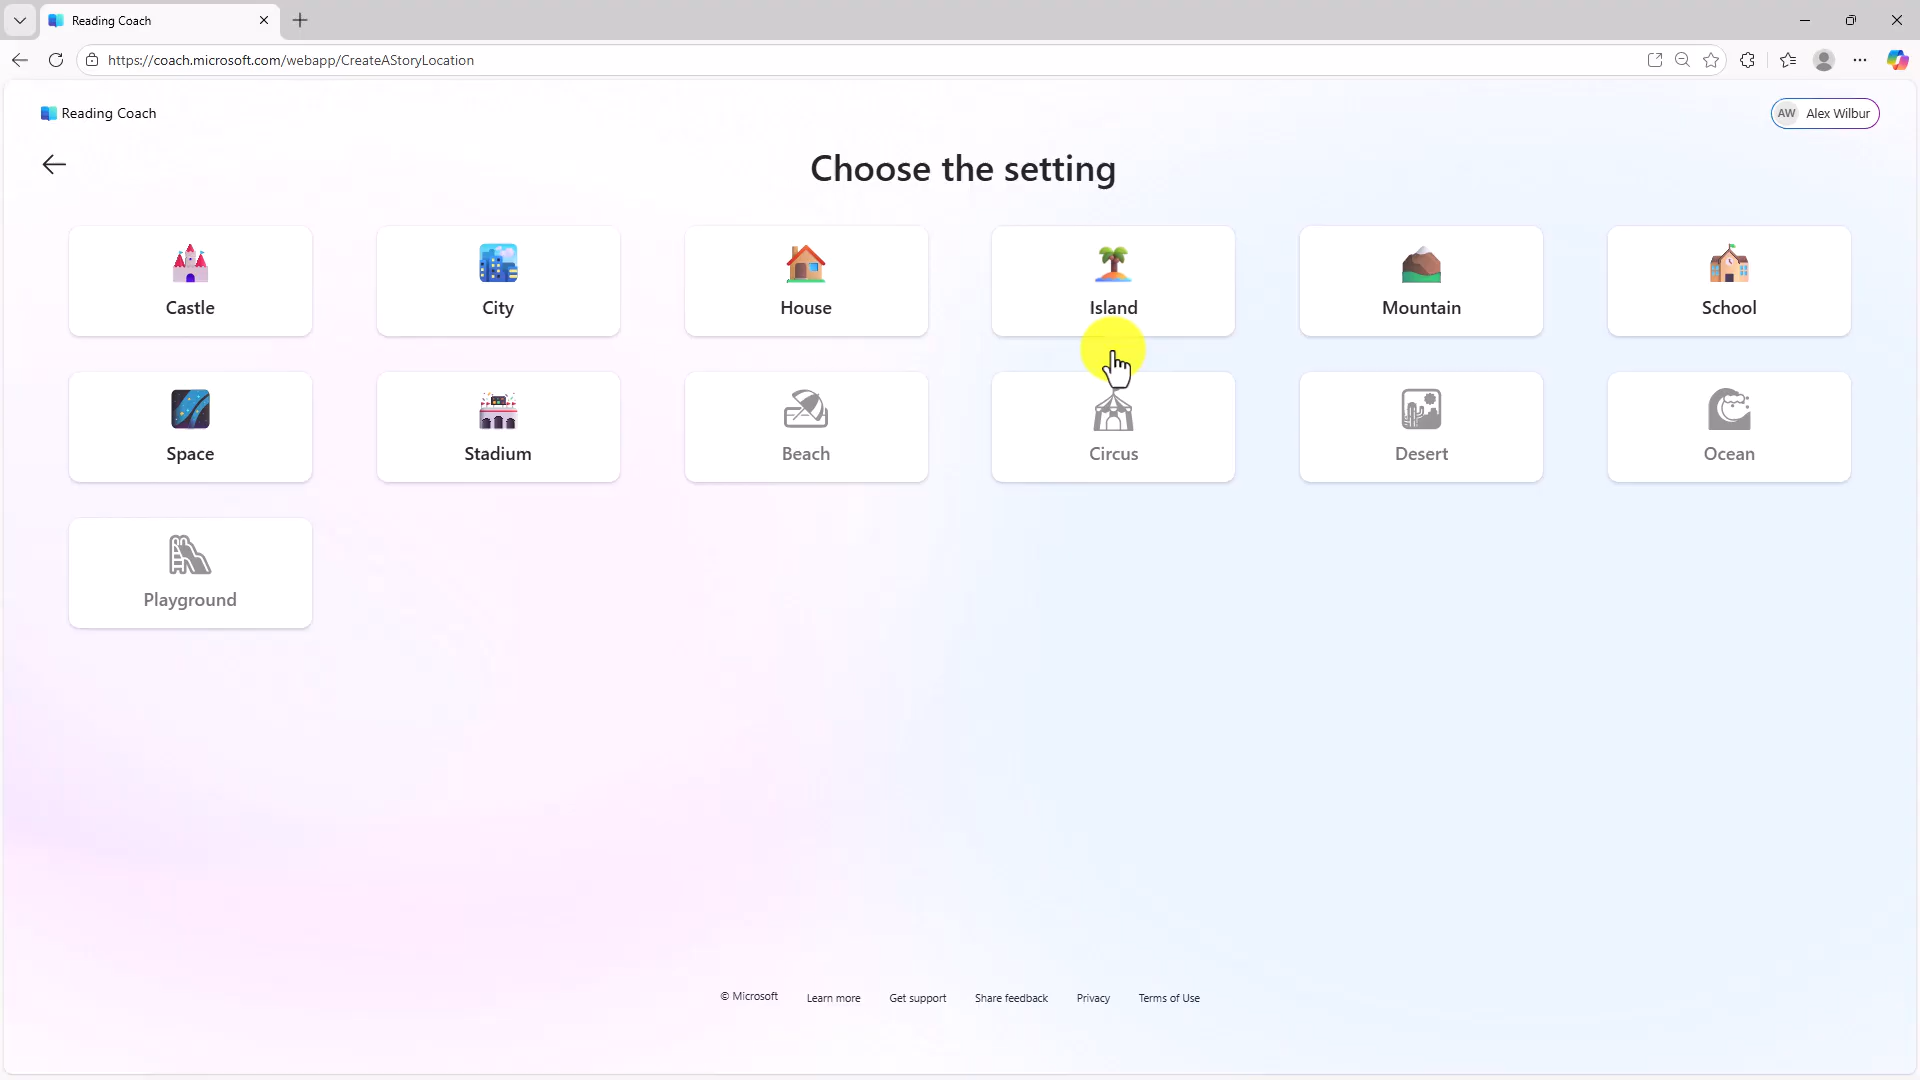 Reading Coach
https://coach.microsoft.com/webapp/CreateAStoryLocation
Reading Coach
AW Alex Wilbur
Choose the setting
Castle
City
House
Island
Mountain
School
Space
Stadium
Beach
Circus
Desert
Ocean
Playground
© Microsoft Learn more Get support Share feedback Privacy Terms of Use